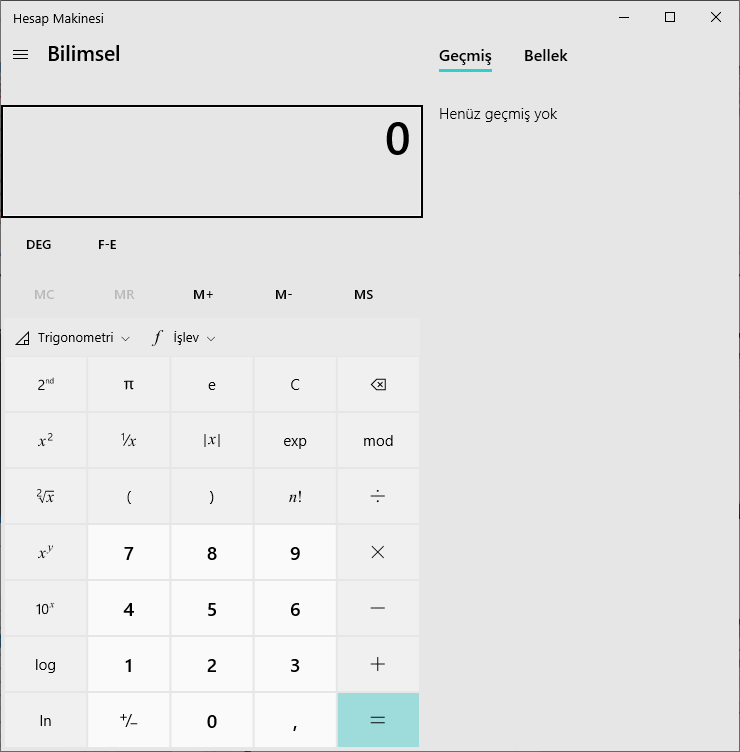 Hesap Makinesi
Bilimsel
Geçmiş Bellek
Henüz geçmiş yok
0
DEG F-E
MC MR M+ M- MS
Trigonometri f İşlev
2ⁿᵈ π e C
x² ¹/x |x| exp mod
²√x ( ) n! ÷
xʸ 7 8 9 ×
10ˣ 4 5 6 −
log 1 2 3 +
ln +/− 0 , =